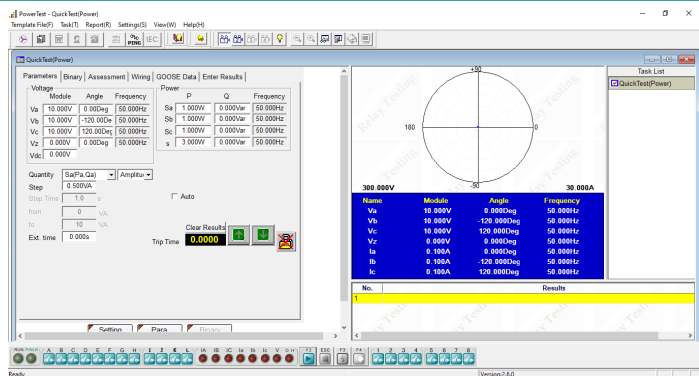 PowerTest - QuickTest(Power)
Template File(F) Task(T) Report(R) Settings(S) View(W) Help(H)
PING IEC
QuickTest(Power)
Parameters Binary Assessment Wiring GOOSE Data Enter Results
Voltage
Module Angle Frequency
Va 10.000V 0.00Deg 50.000Hz
Vb 10.000V -120.00De 50.000Hz
Vc 10.000V 120.00Deg 50.000Hz
Vz 0.000V 0.00Deg 50.000Hz
Vdc 0.000V
Power
P Q Frequency
Sa 1.000W 0.000Var 50.000Hz
Sb 1.000W 0.000Var 50.000Hz
Sc 1.000W 0.000Var 50.000Hz
s 3.000W 0.000Var 50.000Hz
Quantity Sa(Pa,Qa) Amplitu
Step 0.500VA
Step Time 1.0 s
from 0 VA
to 10 VA
Ext. time 0.000s
Auto
Clear Results
Trip Time 0.0000
Setting Para Binary
+90
180 0
-90
300.000V 30.000A
Name Module Angle Frequency
Va 10.000V 0.000Deg 50.000Hz
Vb 10.000V -120.000Deg 50.000Hz
Vc 10.000V 120.000Deg 50.000Hz
Vz 0.000V 0.000Deg 50.000Hz
Ia 0.100A 0.000Deg 50.000Hz
Ib 0.100A -120.000Deg 50.000Hz
Ic 0.100A 120.000Deg 50.000Hz
No. Results
1
Task List
QuickTest(Power)
Relay Testing
RUN A B C D E F G H 1 2 K L IA IB IC Ia Ib Ic V O H F2 ESC F3 F4 1 2 3 4 5 6 7 8
Ready
Version:2.8.0